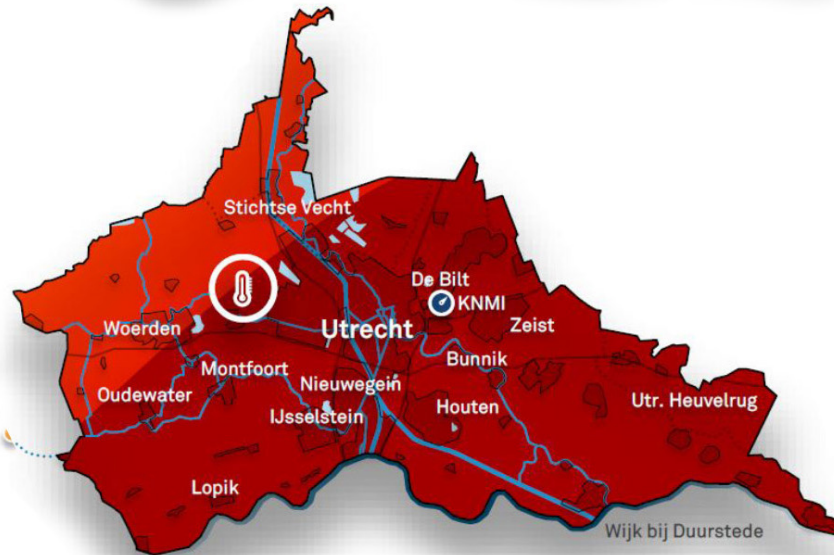 Stichtse Vecht
De Bilt
KNMI
Woerden
Utrecht
Zeist
Bunnik
Montfoort
Nieuwegein
Oudewater
Utr. Heuvelrug
Houten
IJsselstein
Lopik
Wijk bij Duurstede